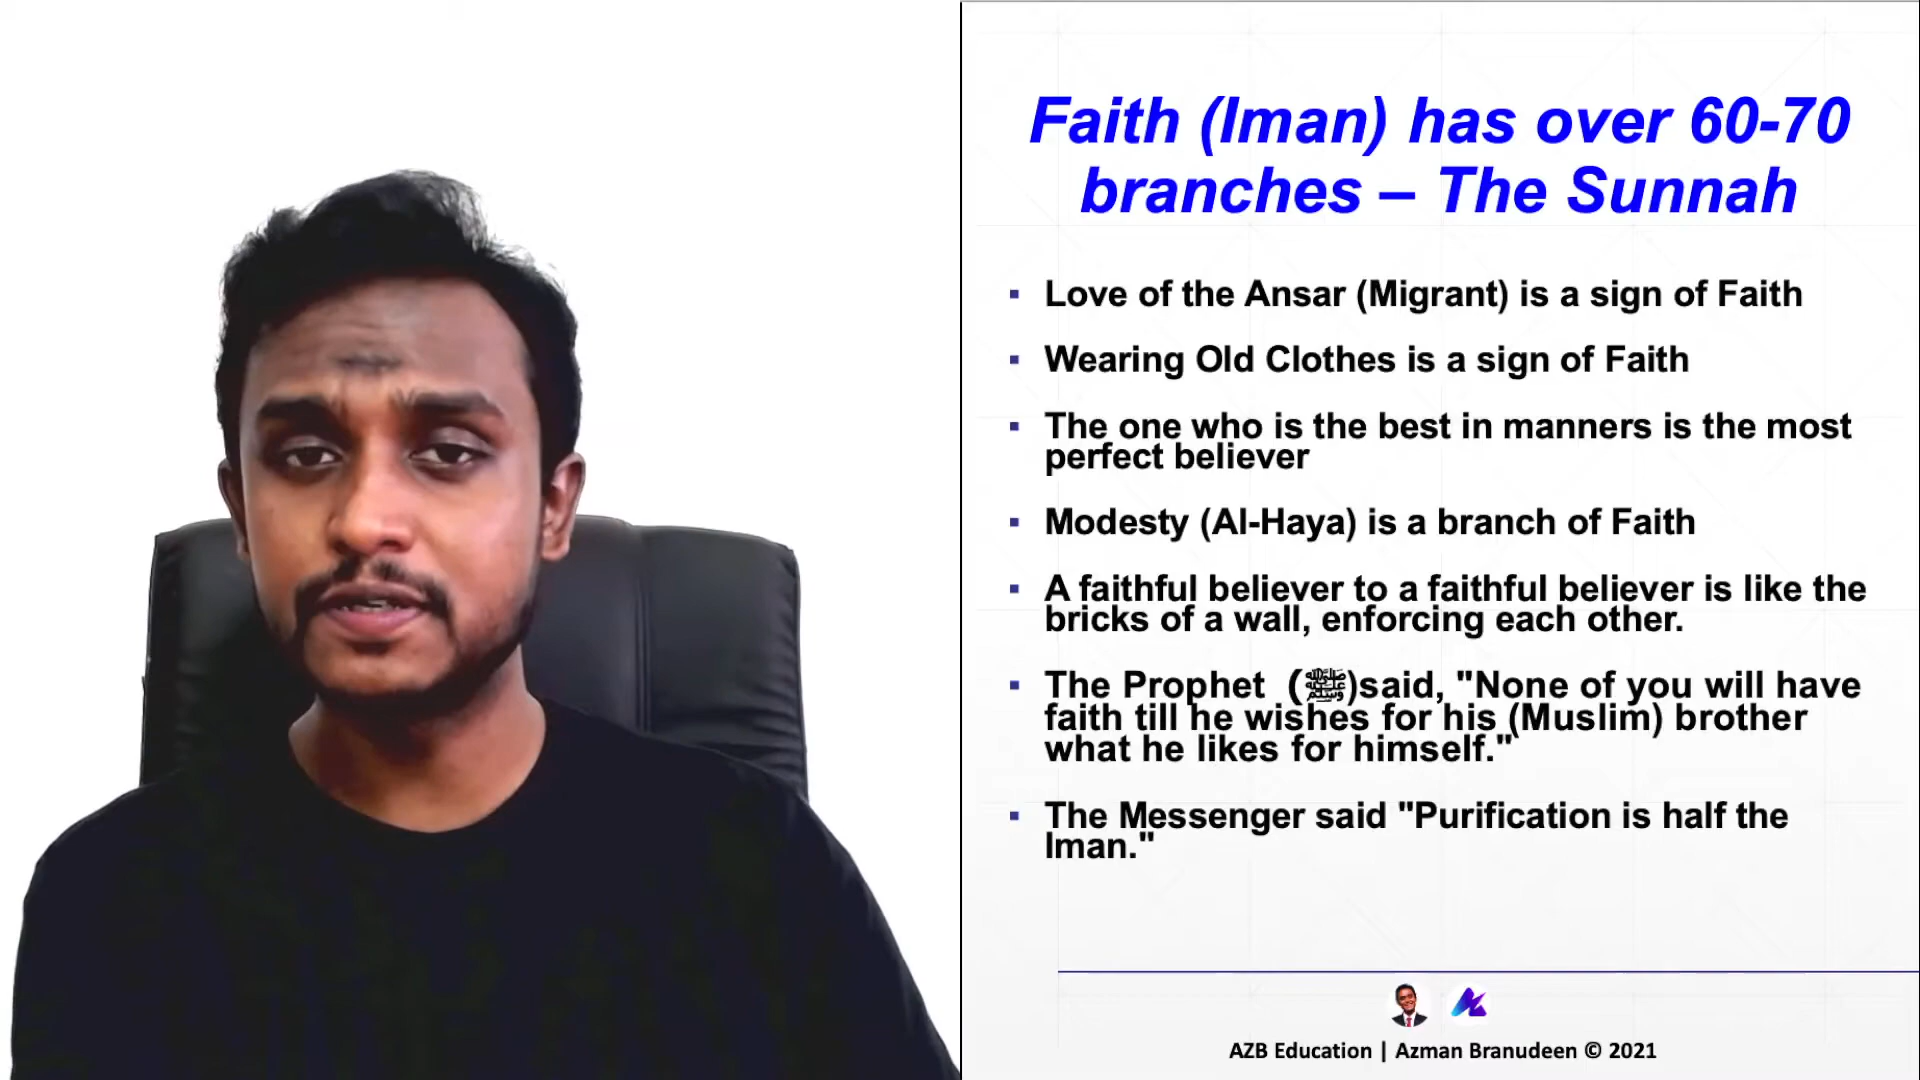 Faith (Iman) has over 60-70
branches – The Sunnah
▪ Love of the Ansar (Migrant) is a sign of Faith
▪ Wearing Old Clothes is a sign of Faith
▪ The one who is the best in manners is the most
perfect believer
▪ Modesty (Al-Haya) is a branch of Faith
▪ A faithful believer to a faithful believer is like the
bricks of a wall, enforcing each other.
▪ The Prophet (ﷺ)said, "None of you will have
faith till he wishes for his (Muslim) brother
what he likes for himself."
▪ The Messenger said "Purification is half the
Iman."
AZB Education | Azman Branudeen © 2021